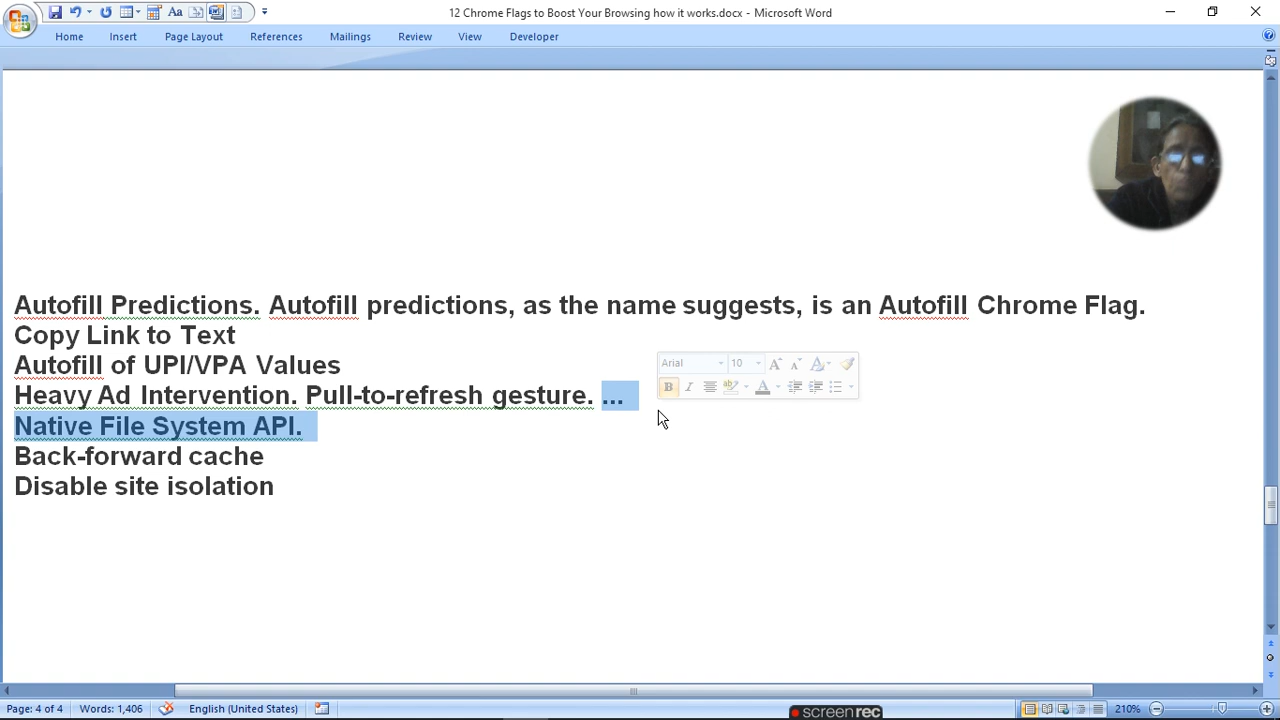 12 Chrome Flags to Boost Your Browsing how it works.docx - Microsoft Word
Home Insert Page Layout References Mailings Review View Developer
Autofill Predictions. Autofill predictions, as the name suggests, is an Autofill Chrome Flag.
Copy Link to Text
Autofill of UPI/VPA Values
Heavy Ad Intervention. Pull-to-refresh gesture. ...
Arial 10
Native File System API.
Back-forward cache
Disable site isolation
Page: 4 of 4 Words: 1,406 English (United States) 210%
screenrec